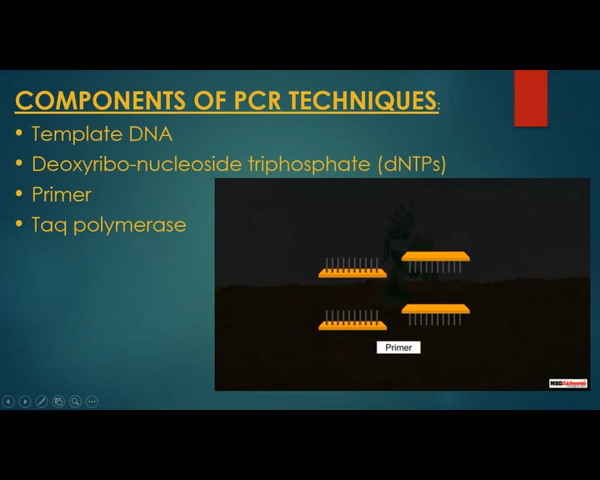 COMPONENTS OF PCR TECHNIQUES:
• Template DNA
• Deoxyribo-nucleoside triphosphate (dNTPs)
• Primer
• Taq polymerase
Primer